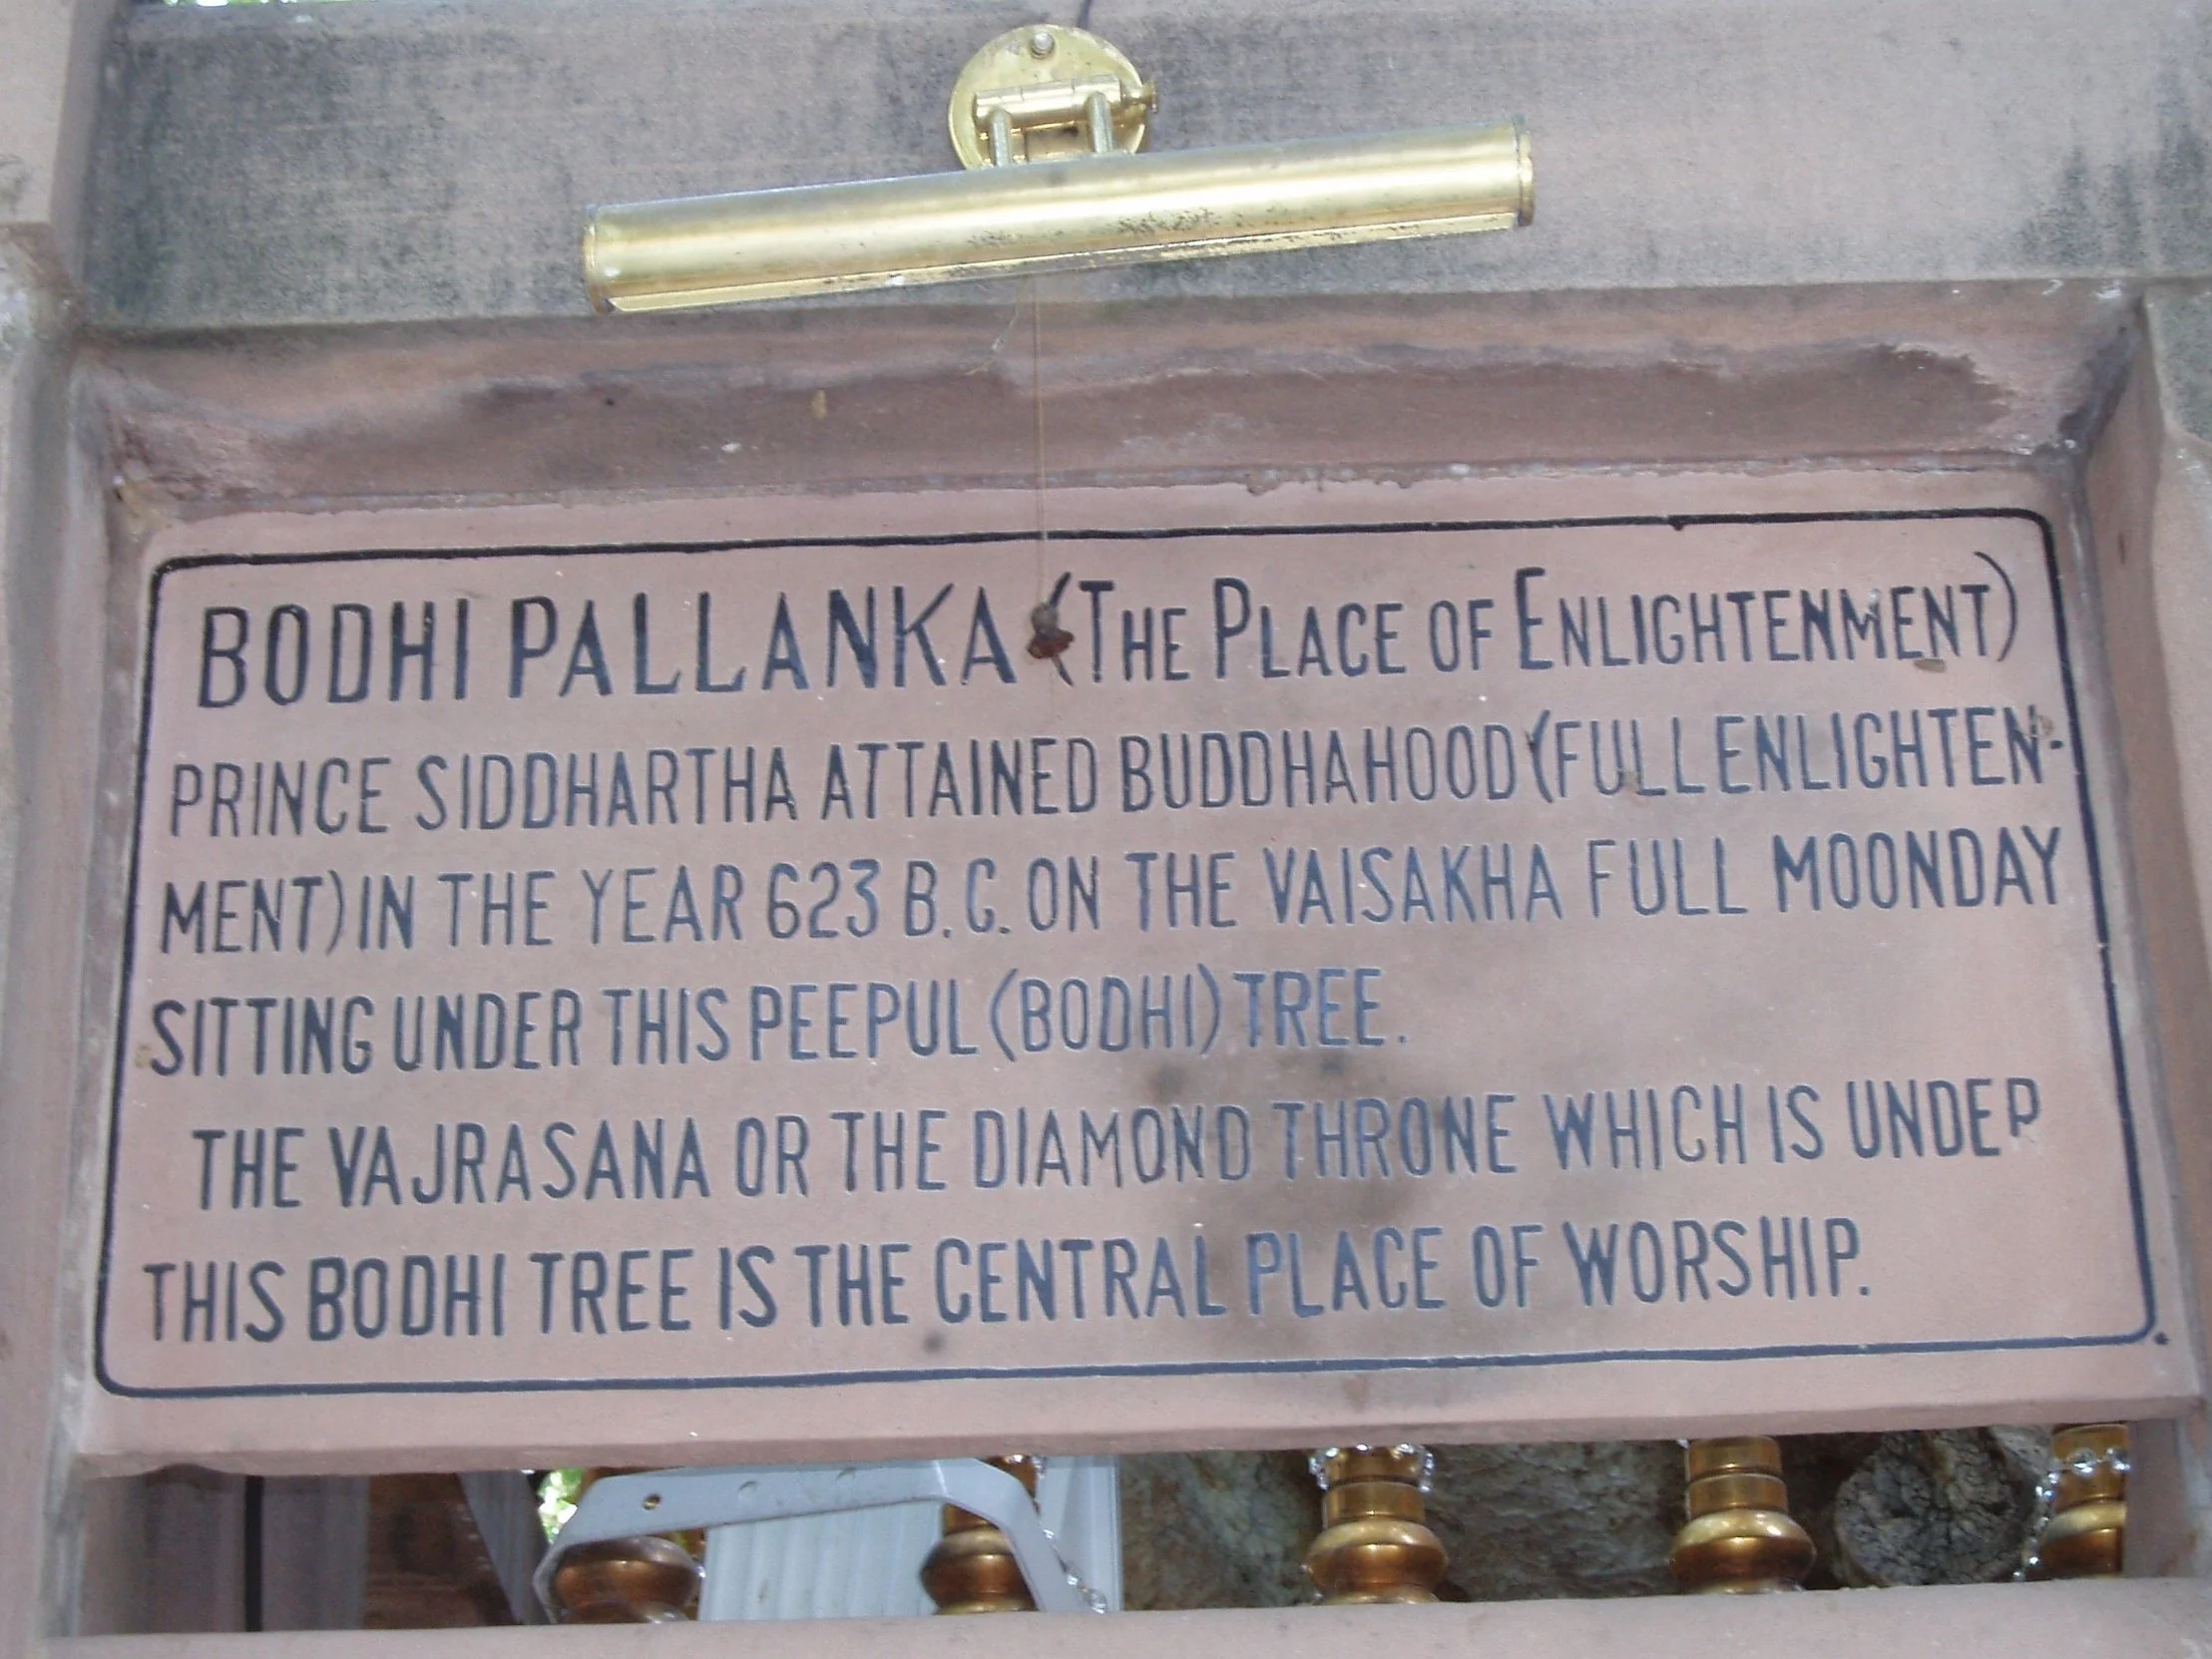 BODHI PALLANKA (THE PLACE OF ENLIGHTENMENT)
PRINCE SIDDHARTHA ATTAINED BUDDHAHOOD (FULL ENLIGHTEN-
MENT) IN THE YEAR 623 B.C. ON THE VAISAKHA FULL MOONDAY
SITTING UNDER THIS PEEPUL (BODHI) TREE.
THE VAJRASANA OR THE DIAMOND THRONE WHICH IS UNDER
THIS BODHI TREE IS THE CENTRAL PLACE OF WORSHIP.